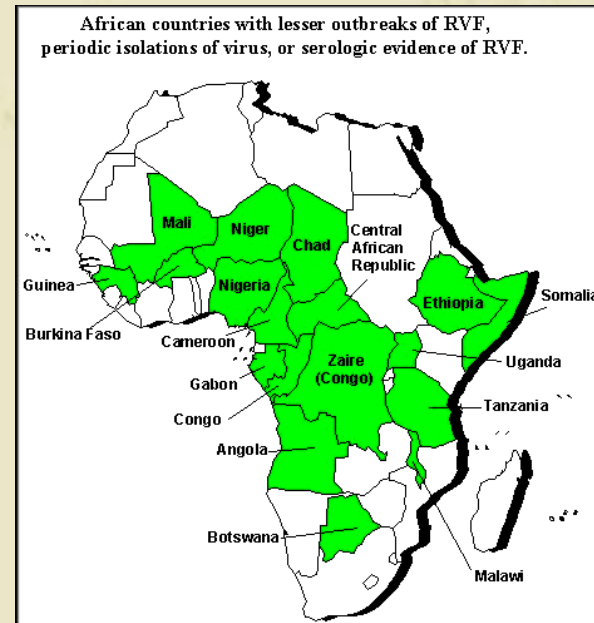 African countries with lesser outbreaks of RVF,
periodic isolations of virus, or serologic evidence of RVF.
Mali
Niger
Chad
Central
African
Republic
Guinea
Nigeria
Ethiopia
Somalia
Burkina Faso
Cameroon
Zaire
(Congo)
Uganda
Gabon
Tanzania
Congo
Angola
Botswana
Malawi